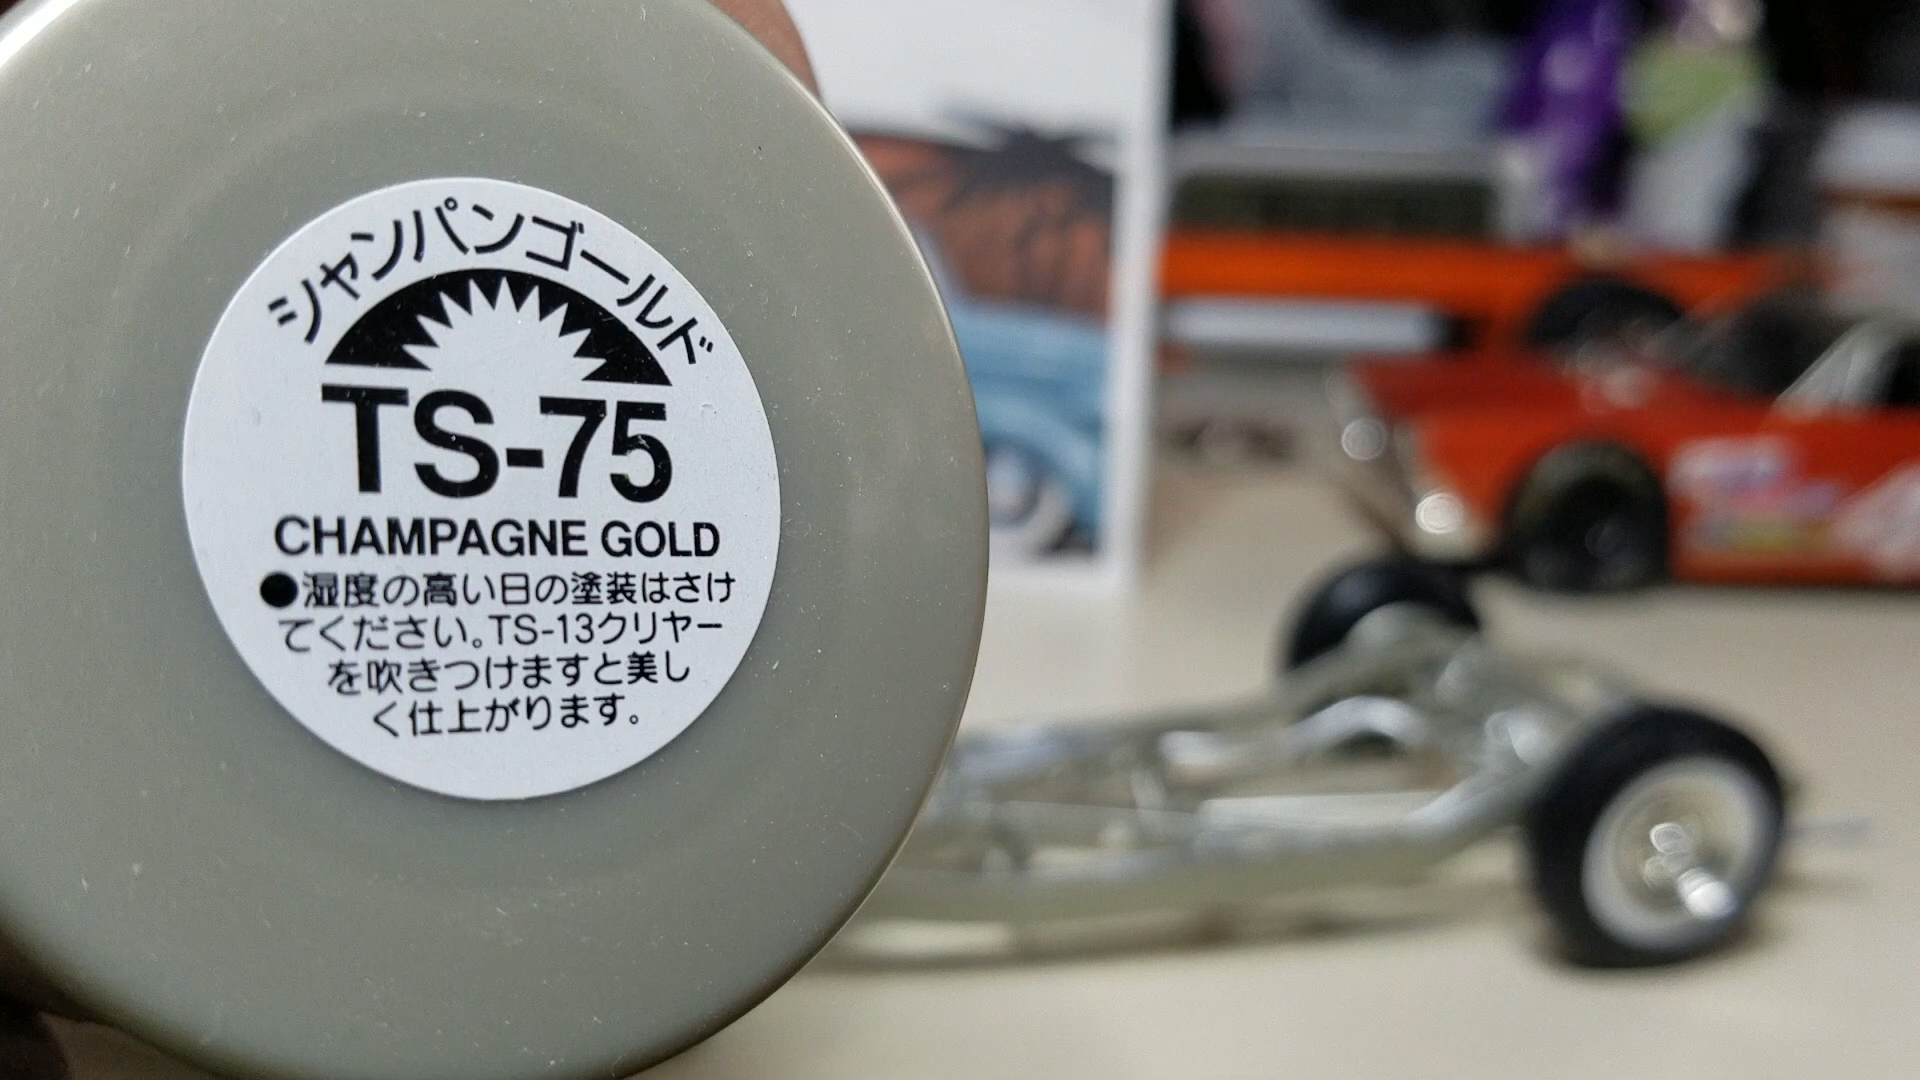 シャンパンゴールド
TS-75
CHAMPAGNE GOLD
●湿度の高い日の塗装はさけ
てください。TS-13クリヤー
を吹きつけますと美し
く仕上がります。